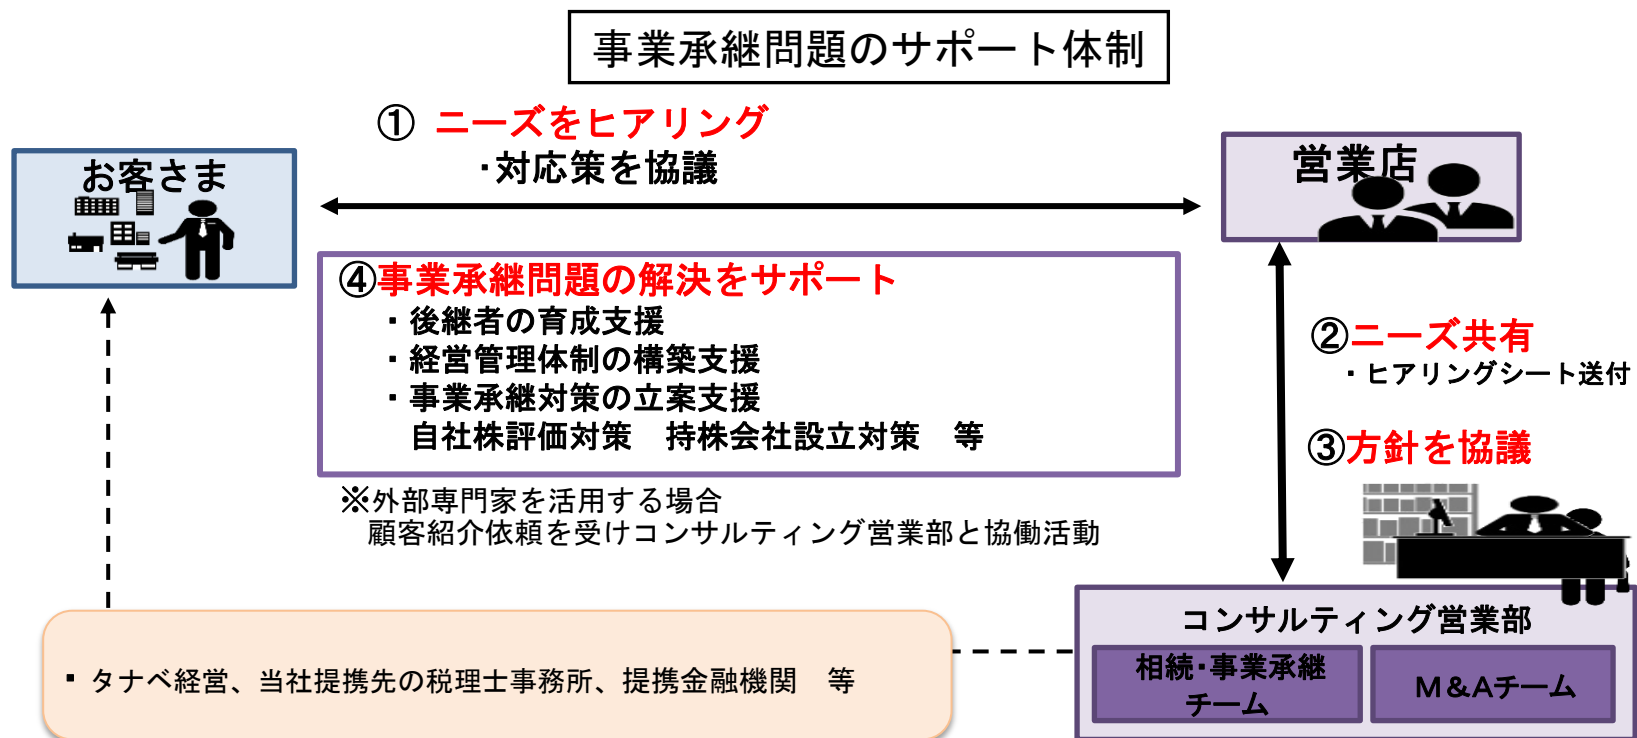 事業承継問題のサポート体制
① ニーズをヒアリング
・対応策を協議
お客さま
営業店
④事業承継問題の解決をサポート
・後継者の育成支援
・経営管理体制の構築支援
・事業承継対策の立案支援
自社株評価対策　持株会社設立対策　等
②ニーズ共有
・ヒアリングシート送付
③方針を協議
※外部専門家を活用する場合
顧客紹介依頼を受けコンサルティング営業部と協働活動
コンサルティング営業部
相続・事業承継
チーム
M&Aチーム
▪ タナベ経営、当社提携先の税理士事務所、提携金融機関　等